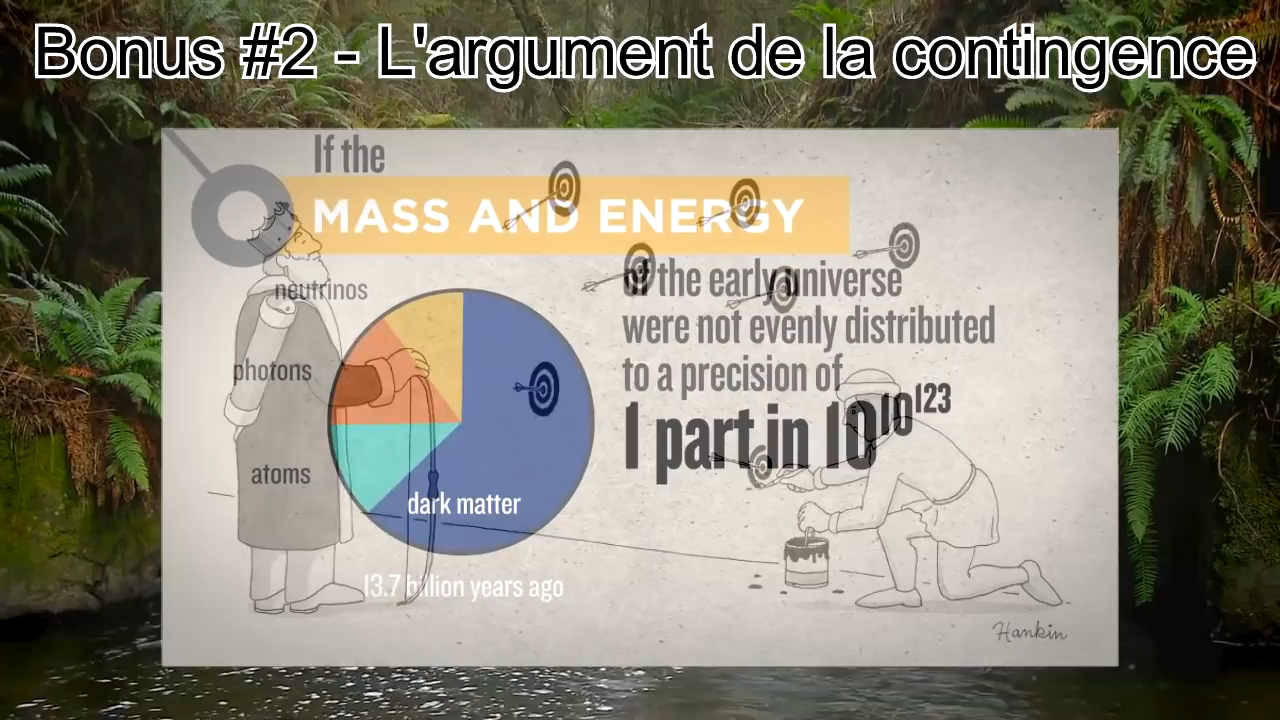 Bonus #2 - L'argument de la contingence
If the
MASS AND ENERGY
of the early universe
were not evenly distributed
to a precision of
1 part in 10^10^123
neutrinos
photons
atoms
dark matter
13.7 billion years ago
Hankin